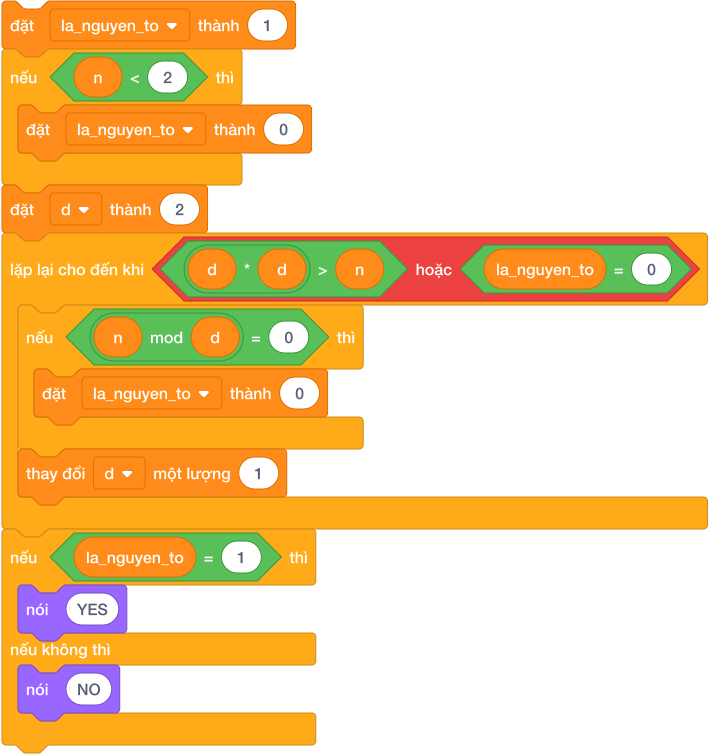 đặt la_nguyen_to thành 1
nếu n < 2 thì
đặt la_nguyen_to thành 0
đặt d thành 2
lặp lại cho đến khi d * d > n hoặc la_nguyen_to = 0
nếu n mod d = 0 thì
đặt la_nguyen_to thành 0
thay đổi d một lượng 1
nếu la_nguyen_to = 1 thì
nói YES
nếu không thì
nói NO